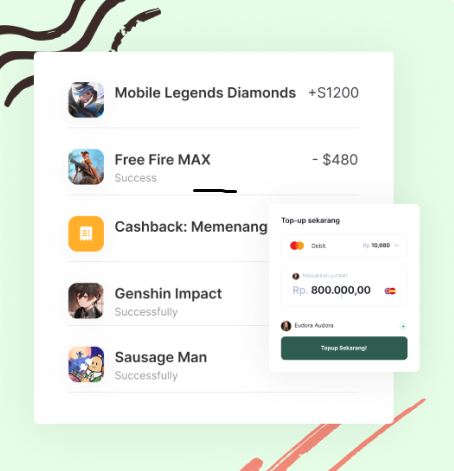 Mobile Legends Diamonds +S1200
Free Fire MAX - $480
Success
Cashback: Memenang
Genshin Impact
Successfully
Sausage Man
Successfully
Top-up sekarang
Debit Rp 10,680
Masukkan jumlah
Rp. 800.000,00
Eudora Audora +
Topup Sekarang!